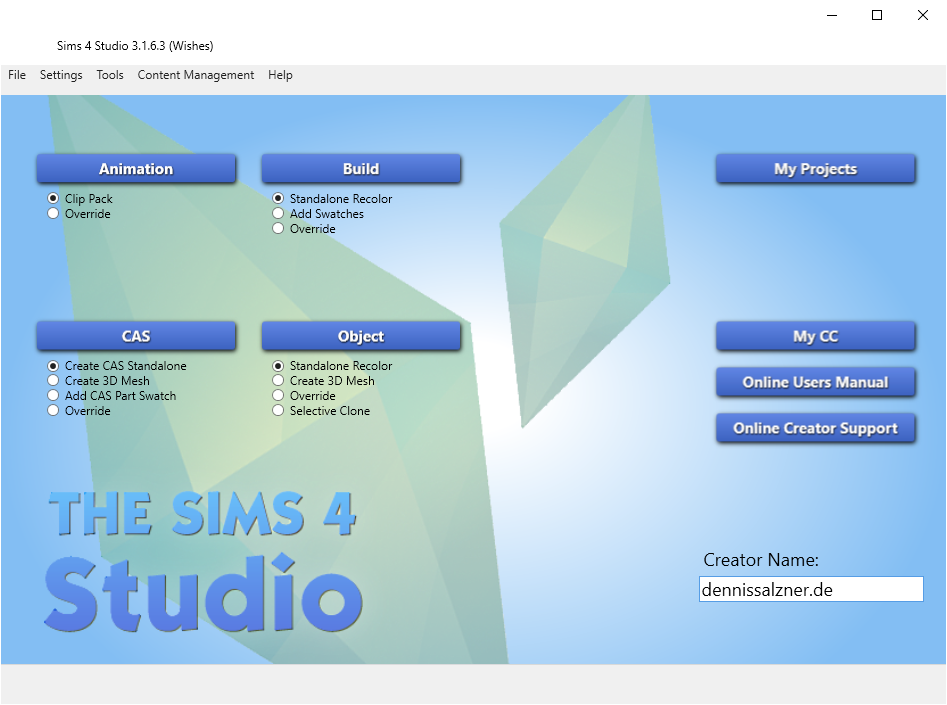 Sims 4 Studio 3.1.6.3 (Wishes)
File Settings Tools Content Management Help
Animation
Clip Pack
Override
Build
Standalone Recolor
Add Swatches
Override
My Projects
CAS
Create CAS Standalone
Create 3D Mesh
Add CAS Part Swatch
Override
Object
Standalone Recolor
Create 3D Mesh
Override
Selective Clone
My CC
Online Users Manual
Online Creator Support
THE SIMS 4
Studio
Creator Name:
dennissalzner.de